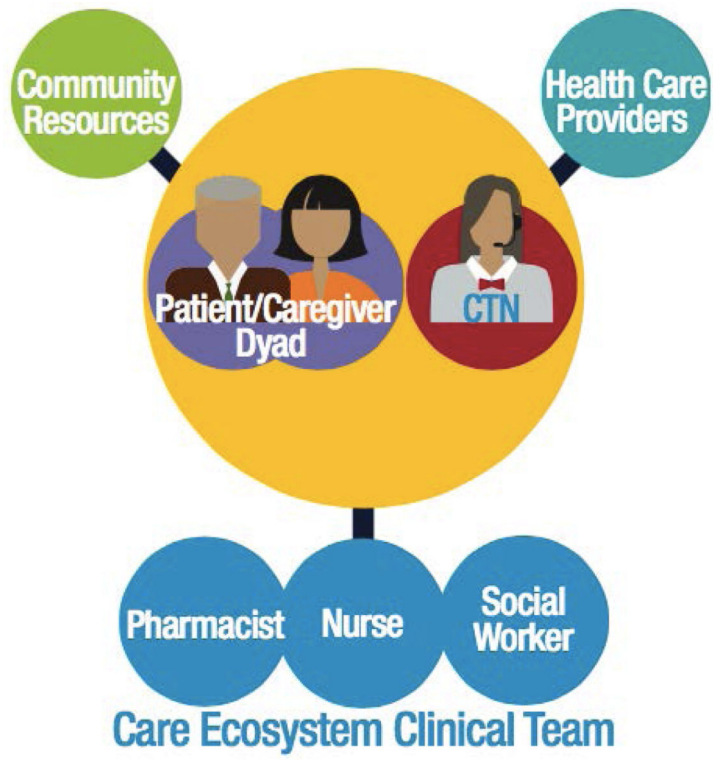 Community
Resources
Health Care
Providers
Patient/Caregiver
Dyad
CTN
Pharmacist
Nurse
Social
Worker
Care Ecosystem Clinical Team